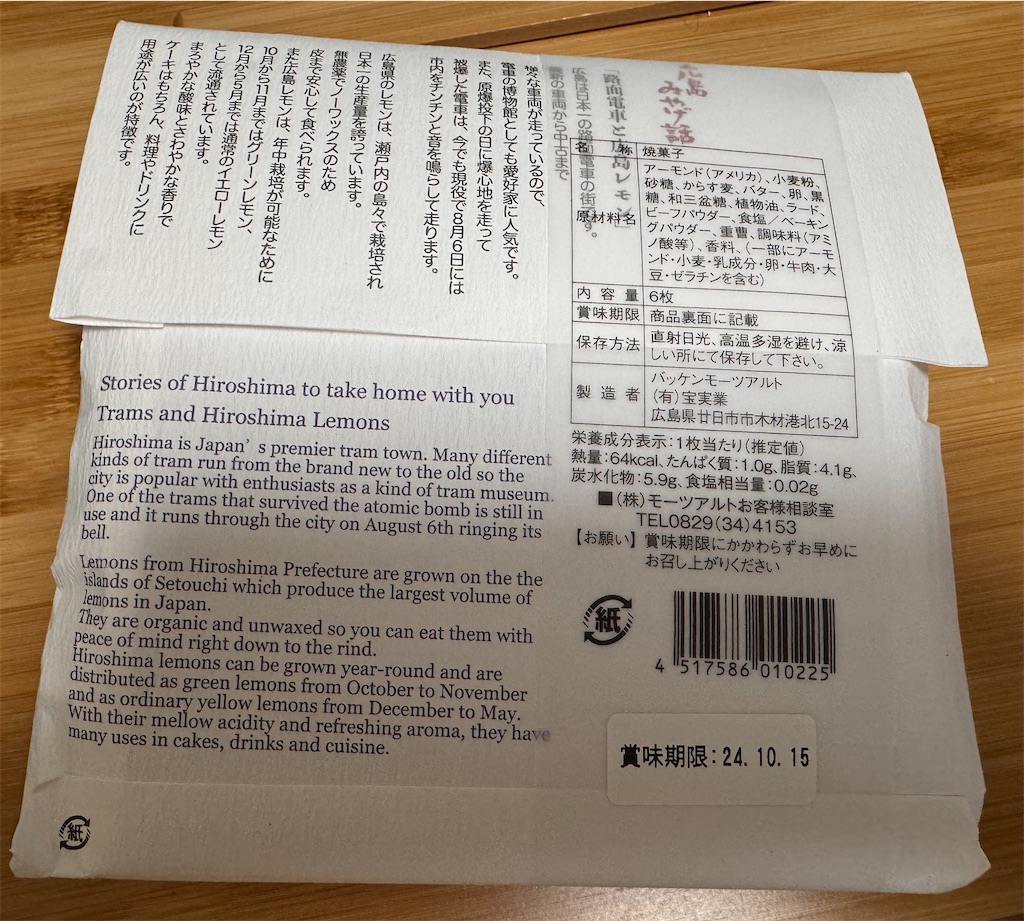 広島
みやげ話
路面電車と広島レモン
広島は日本一の路面電車の街です。
最新の車両から中古まで
様々な車両が走っているので、
電車の博物館としても愛好家に人気です。
また、原爆投下の日に爆心地を走って
被爆した電車は、今でも現役で8月6日には
市内をチンチンと音を鳴らして走ります。
広島県のレモンは、瀬戸内の島々で栽培され
日本一の生産量を誇っています。
無農薬でノーワックスのため
皮まで安心して食べられます。
また広島レモンは、年中栽培が可能なために
10月から11月まではグリーンレモン、
12月から5月までは通常のイエローレモン
として流通されています。
まろやかな酸味とさわやかな香りで
ケーキはもちろん、料理やドリンクに
用途が広いのが特徴です。
名称 焼菓子
原材料名 アーモンド(アメリカ)、小麦粉、
砂糖、からす麦、バター、卵、黒
糖、和三盆糖、植物油、ラード、
ビーフパウダー、食塩/ベーキン
グパウダー、重曹、調味料(アミ
ノ酸等)、香料、(一部にアーモ
ンド・小麦・乳成分・卵・牛肉・大
豆・ゼラチンを含む)
内容量 6枚
賞味期限 商品裏面に記載
保存方法 直射日光、高温多湿を避け、涼
しい所にて保存して下さい。
製造者 バッケンモーツアルト
(有)宝実業
広島県廿日市市木材港北15-24
栄養成分表示:1枚当たり(推定値)
熱量:64kcal、たんぱく質:1.0g、脂質:4.1g、
炭水化物:5.9g、食塩相当量:0.02g
■(株)モーツアルトお客様相談室
TEL0829(34)4153
【お願い】賞味期限にかかわらずお早めに
お召し上がりください
紙
4 517586 010225
賞味期限:24.10.15
Stories of Hiroshima to take home with you
Trams and Hiroshima Lemons
Hiroshima is Japan's premier tram town. Many different
kinds of tram run from the brand new to the old so the
city is popular with enthusiasts as a kind of tram museum.
One of the trams that survived the atomic bomb is still in
use and it runs through the city on August 6th ringing its
bell.
Lemons from Hiroshima Prefecture are grown on the the
islands of Setouchi which produce the largest volume of
lemons in Japan.
They are organic and unwaxed so you can eat them with
peace of mind right down to the rind.
Hiroshima lemons can be grown year-round and are
distributed as green lemons from October to November
and as ordinary yellow lemons from December to May.
With their mellow acidity and refreshing aroma, they have
many uses in cakes, drinks and cuisine.
紙